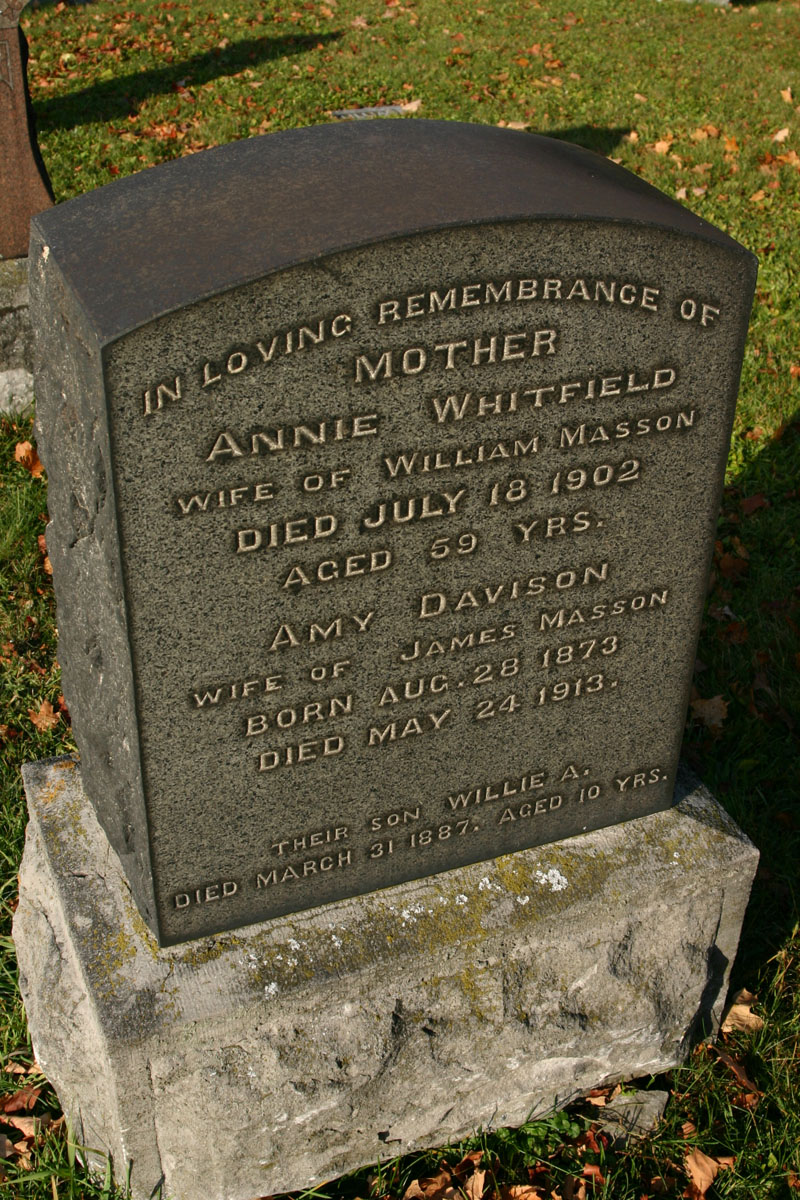 IN LOVING REMEMBRANCE OF
MOTHER
ANNIE WHITFIELD
WIFE OF WILLIAM MASSON
DIED JULY 18 1902
AGED 59 YRS.
AMY DAVISON
WIFE OF JAMES MASSON
BORN AUG. 28 1873
DIED MAY 24 1913.
THEIR SON WILLIE A.
DIED MARCH 31 1887. AGED 10 YRS.